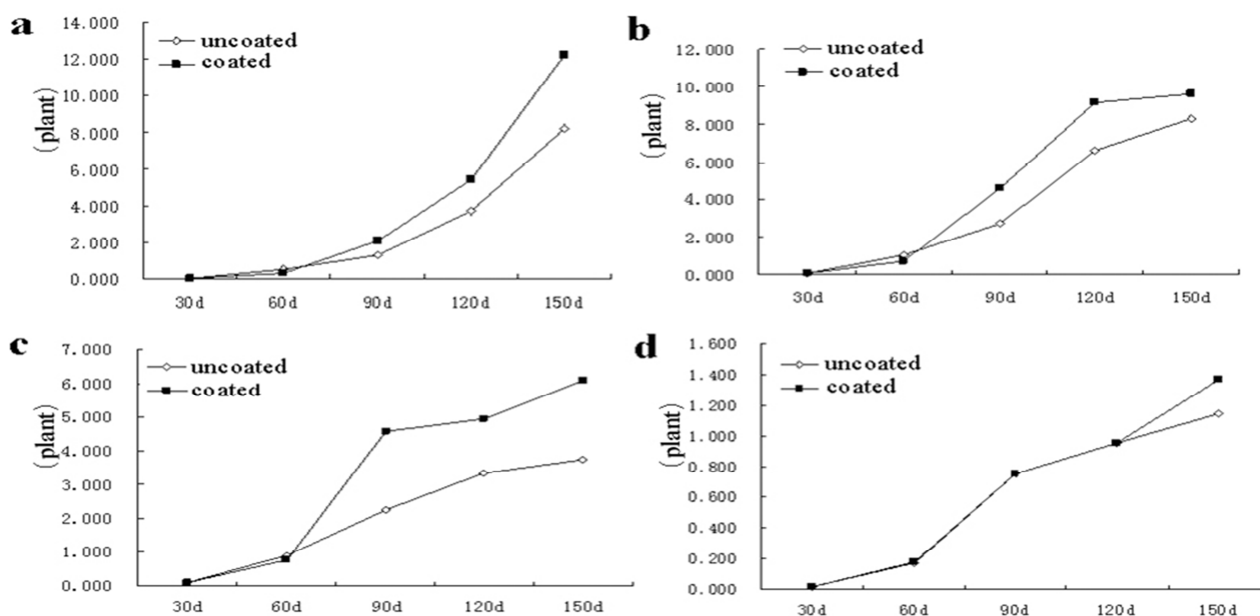 a
14.000
12.000
10.000
8.000
6.000
4.000
2.000
0.000
(plant)
uncoated
coated
30d 60d 90d 120d 150d
b
12.000
10.000
8.000
6.000
4.000
2.000
0.000
(plant)
uncoated
coated
30d 60d 90d 120d 150d
c
7.000
6.000
5.000
4.000
3.000
2.000
1.000
0.000
(plant)
uncoated
coated
30d 60d 90d 120d 150d
d
1.600
1.400
1.200
1.000
0.800
0.600
0.400
0.200
0.000
(plant)
uncoated
coated
30d 60d 90d 120d 150d